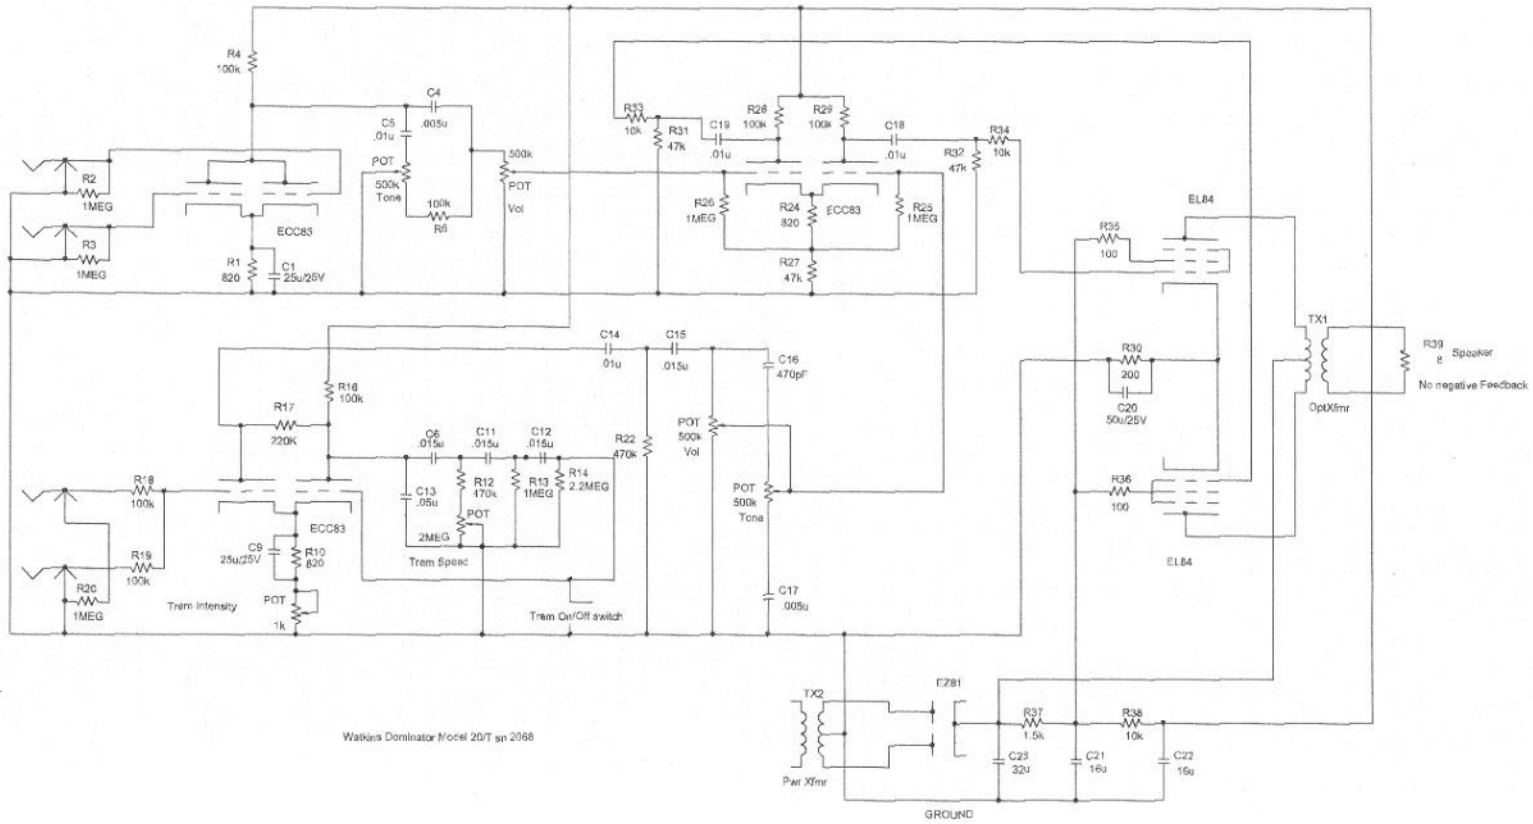 R4
100k
C4
.005u
C5
.01u
POT
500k
Tone
100k
R6
500k
POT
Vol
R2
1MEG
R3
1MEG
ECC83
R1
820
C1
25u/25V
R33
10k
R31
47k
C19
.01u
R28
100k
R29
100k
C18
.01u
R32
47k
R34
10k
R26
1MEG
R24
820
ECC83
R25
1MEG
R27
47k
EL84
R35
100
R30
200
C20
50u/25V
TX1
OptXfmr
R39
8 Speaker
No negative Feedback
R36
100
EL84
C14
.01u
C15
.015u
C16
470pF
R16
100k
R17
220K
C6
.015u
C11
.015u
C12
.015u
R22
470k
POT
500k
Vol
R12
470k
R13
1MEG
R14
2.2MEG
C13
.05u
POT
2MEG
Trem Speed
POT
500k
Tone
R18
100k
R19
100k
R20
1MEG
ECC83
C9
25u/25V
R10
820
Trem Intensity
POT
1k
Trem On/Off switch
C17
.005u
Watkins Dominator Model 20/T sn 2068
TX2
Pwr Xfmr
EZ81
R37
1.5k
R38
10k
C23
32u
C21
16u
C22
16u
GROUND